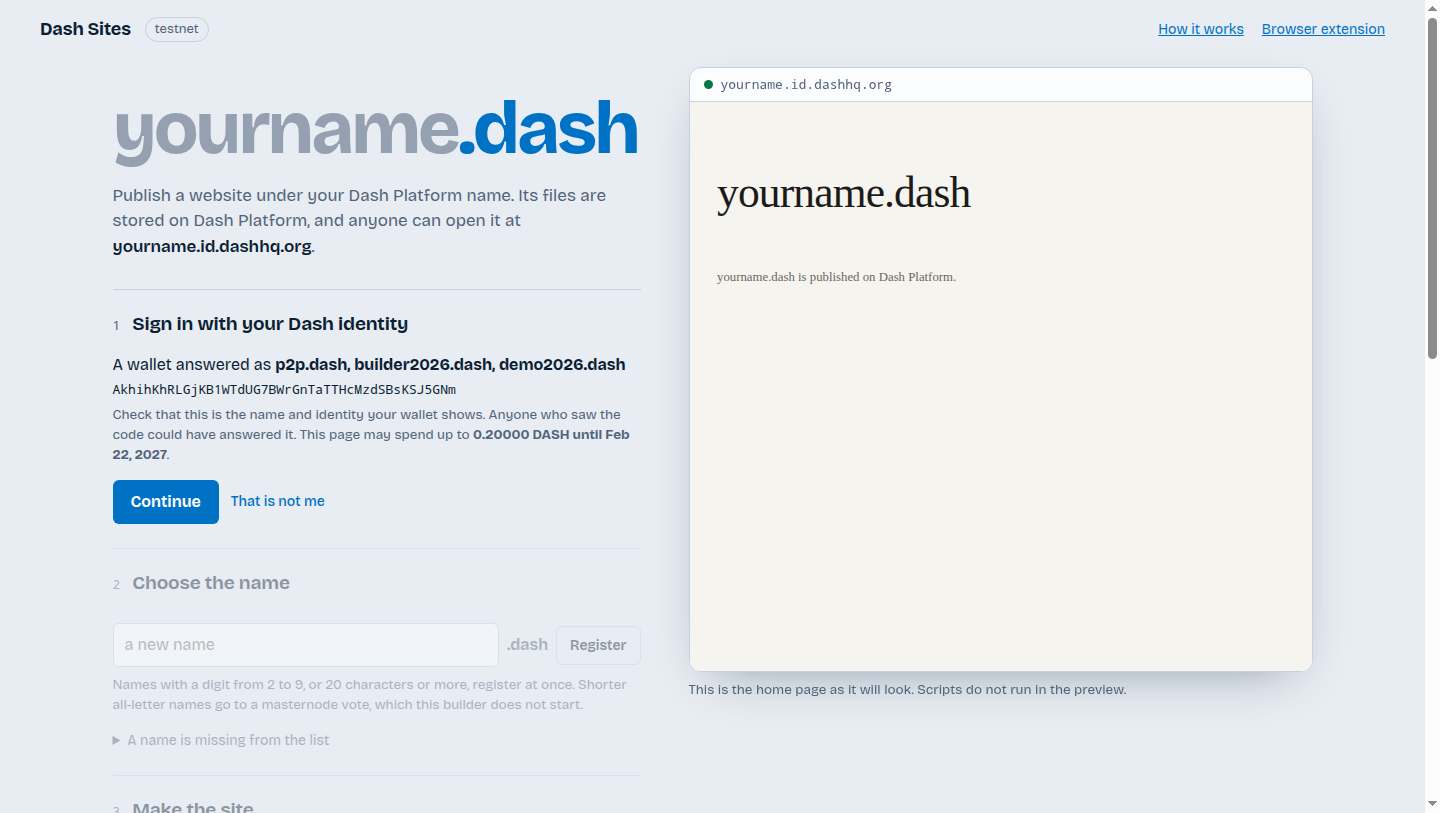 Dash Sites testnet
How it works Browser extension
yourname.dash
Publish a website under your Dash Platform name. Its files are
stored on Dash Platform, and anyone can open it at
yourname.id.dashhq.org.
1 Sign in with your Dash identity
A wallet answered as p2p.dash, builder2026.dash, demo2026.dash
AkhihKhRLGjKB1WTdUG7BWrGnTaTTHcMzdSBsKSJ5GNm
Check that this is the name and identity your wallet shows. Anyone who saw the
code could have answered it. This page may spend up to 0.20000 DASH until Feb
22, 2027.
Continue That is not me
2 Choose the name
a new name .dash Register
Names with a digit from 2 to 9, or 20 characters or more, register at once. Shorter
all-letter names go to a masternode vote, which this builder does not start.
▶ A name is missing from the list
3 Make the site
yourname.id.dashhq.org
yourname.dash
yourname.dash is published on Dash Platform.
This is the home page as it will look. Scripts do not run in the preview.